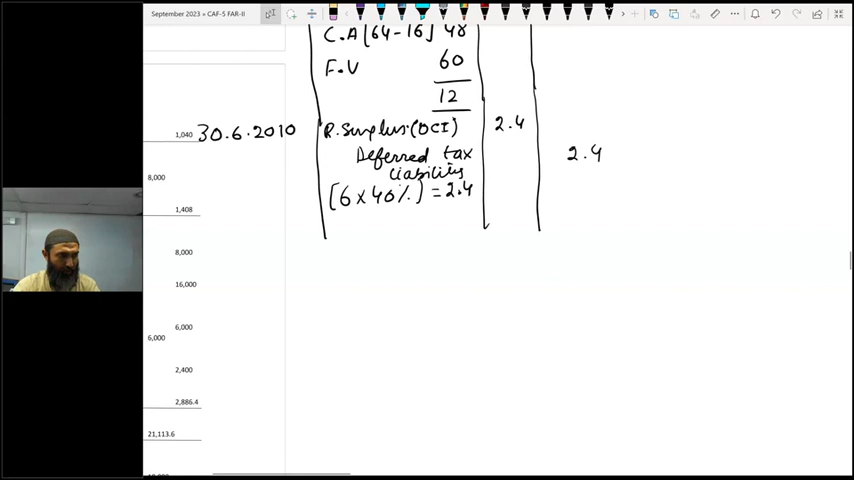 September 2023 » CAF-5 FAR-II
C.A [64-16] 48
F.V 60
12
30.6.2010 R.Surplus(OCI) 2.4
Deferred tax 2.4
liability
[6 x 40%] = 2.4
1,040
8,000
1,408
8,000
16,000
6,000
6,000
2,400
2,886.4
21,113.6